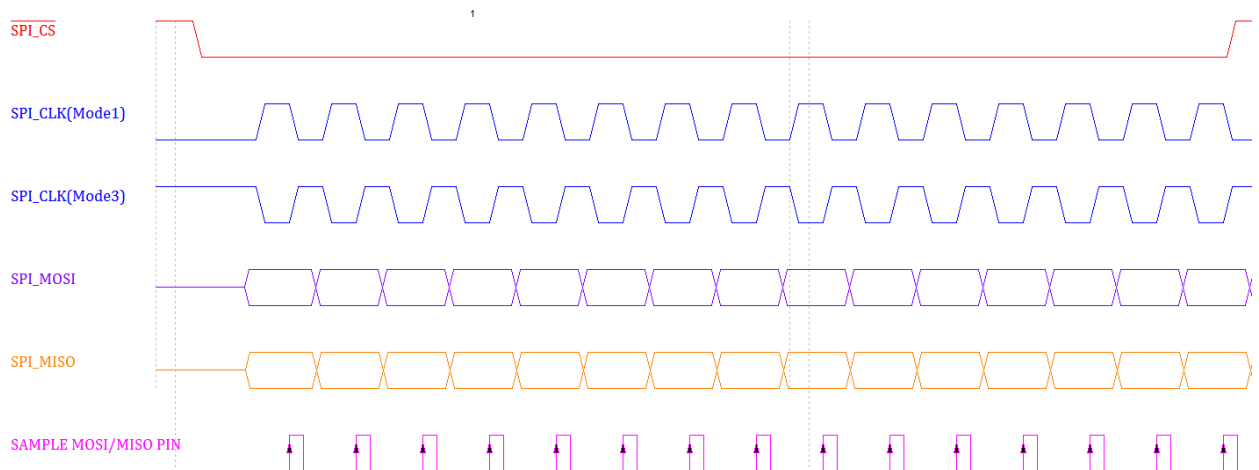 1
SPI_CS
SPI_CLK(Mode1)
SPI_CLK(Mode3)
SPI_MOSI
SPI_MISO
SAMPLE MOSI/MISO PIN